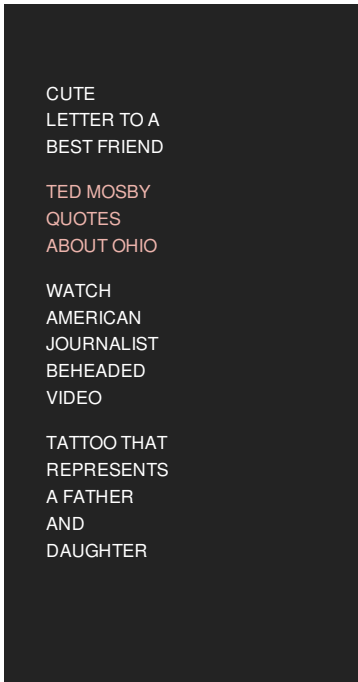 CUTE
LETTER TO A
BEST FRIEND
TED MOSBY
QUOTES
ABOUT OHIO
WATCH
AMERICAN
JOURNALIST
BEHEADED
VIDEO
TATTOO THAT
REPRESENTS
A FATHER
AND
DAUGHTER